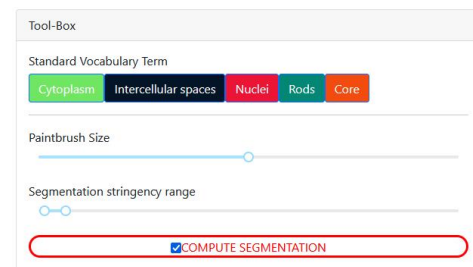 Tool-Box
Standard Vocabulary Term
Cytoplasm Intercellular spaces Nuclei Rods Core
Paintbrush Size
Segmentation stringency range
COMPUTE SEGMENTATION